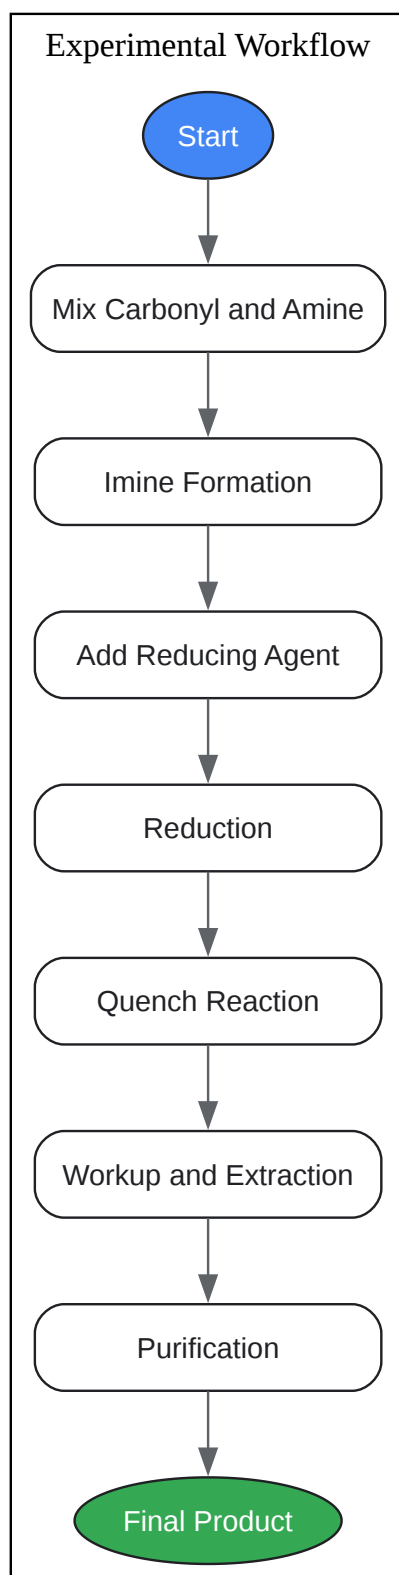 Experimental Workflow
Start
Mix Carbonyl and Amine
Imine Formation
Add Reducing Agent
Reduction
Quench Reaction
Workup and Extraction
Purification
Final Product